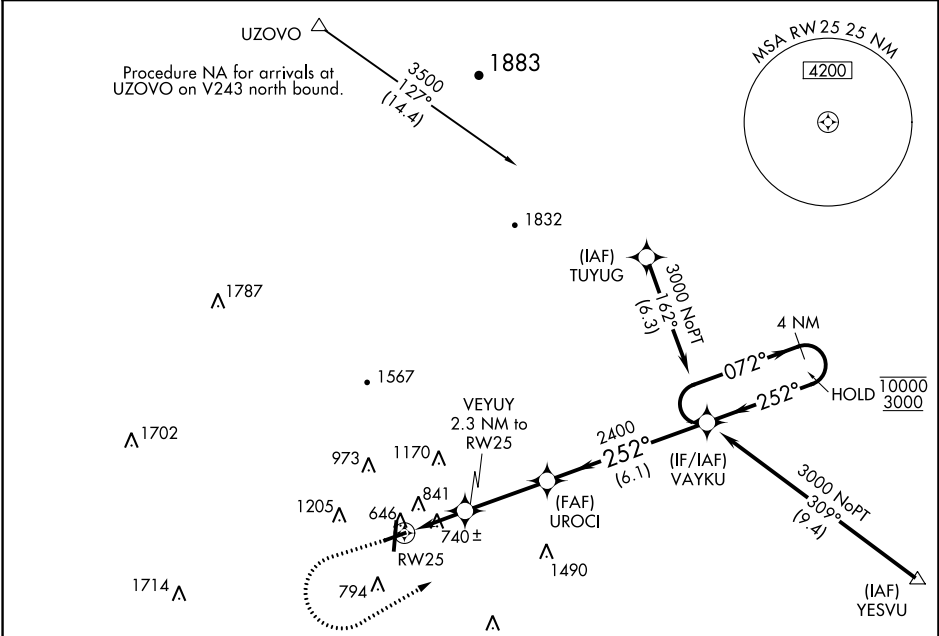 UZOVO
Procedure NA for arrivals at
UZOVO on V243 north bound.
3500
127°
(14.4)
1883
MSA RW25 25 NM
4200
1832
(IAF)
TUYUG
3000 NoPT
162°
(6.3)
1787
4 NM
072°
252°
HOLD
10000
3000
1567
VEYUY
2.3 NM to
RW25
2400
252°
(6.1)
(IF/IAF)
VAYKU
1702
973
1170
1205
646
841
740±
(FAF)
UROCI
3000 NoPT
309°
(9.4)
RW25
1490
1714
794
(IAF)
YESVU